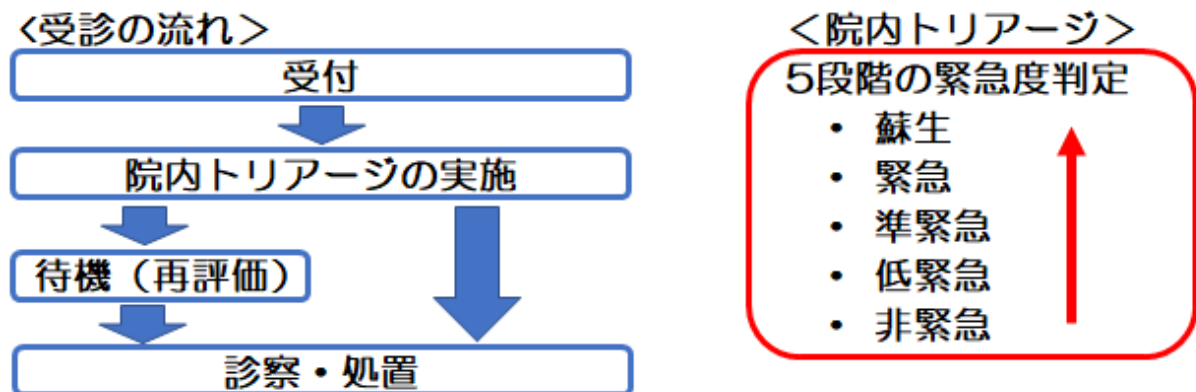 <受診の流れ>
受付
院内トリアージの実施
待機（再評価）
診察・処置
＜院内トリアージ＞
5段階の緊急度判定
・ 蘇生
・ 緊急
・ 準緊急
・ 低緊急
・ 非緊急